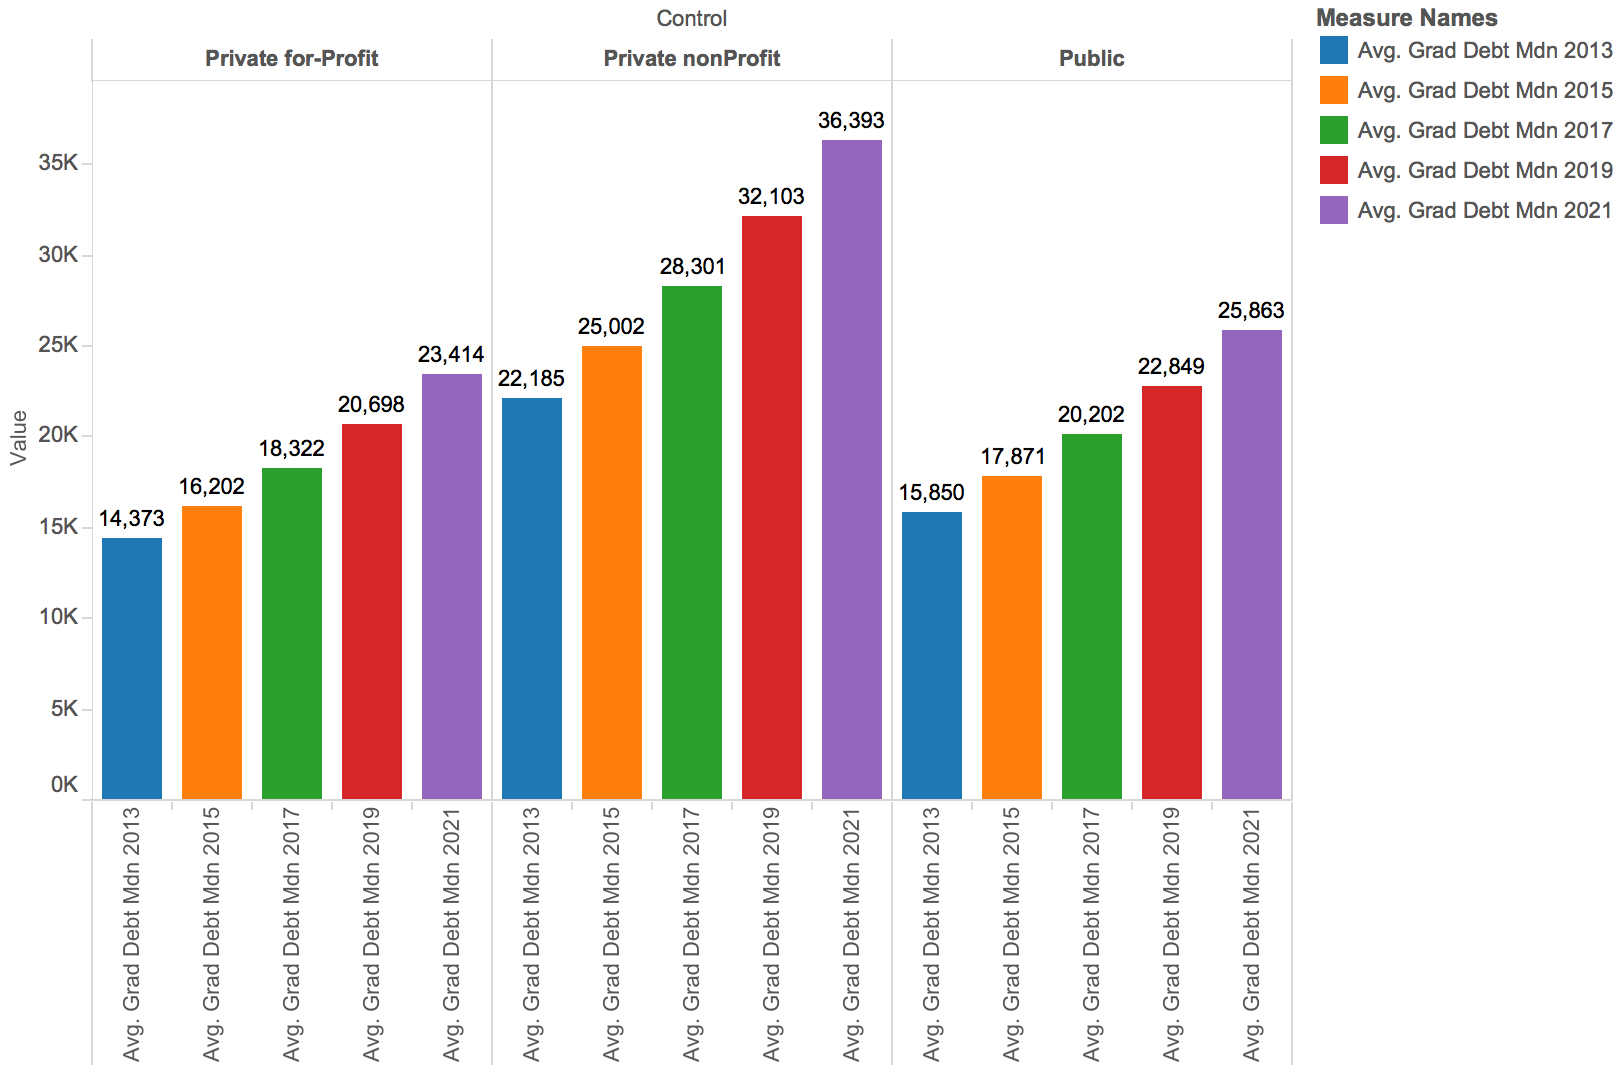 Control
Private for-Profit
Private nonProfit
Public
Measure Names
Avg. Grad Debt Mdn 2013
Avg. Grad Debt Mdn 2015
Avg. Grad Debt Mdn 2017
Avg. Grad Debt Mdn 2019
Avg. Grad Debt Mdn 2021
Value
35K
30K
25K
20K
15K
10K
5K
0K
14,373
16,202
18,322
20,698
23,414
22,185
25,002
28,301
32,103
36,393
15,850
17,871
20,202
22,849
25,863
Avg. Grad Debt Mdn 2013
Avg. Grad Debt Mdn 2015
Avg. Grad Debt Mdn 2017
Avg. Grad Debt Mdn 2019
Avg. Grad Debt Mdn 2021
Avg. Grad Debt Mdn 2013
Avg. Grad Debt Mdn 2015
Avg. Grad Debt Mdn 2017
Avg. Grad Debt Mdn 2019
Avg. Grad Debt Mdn 2021
Avg. Grad Debt Mdn 2013
Avg. Grad Debt Mdn 2015
Avg. Grad Debt Mdn 2017
Avg. Grad Debt Mdn 2019
Avg. Grad Debt Mdn 2021